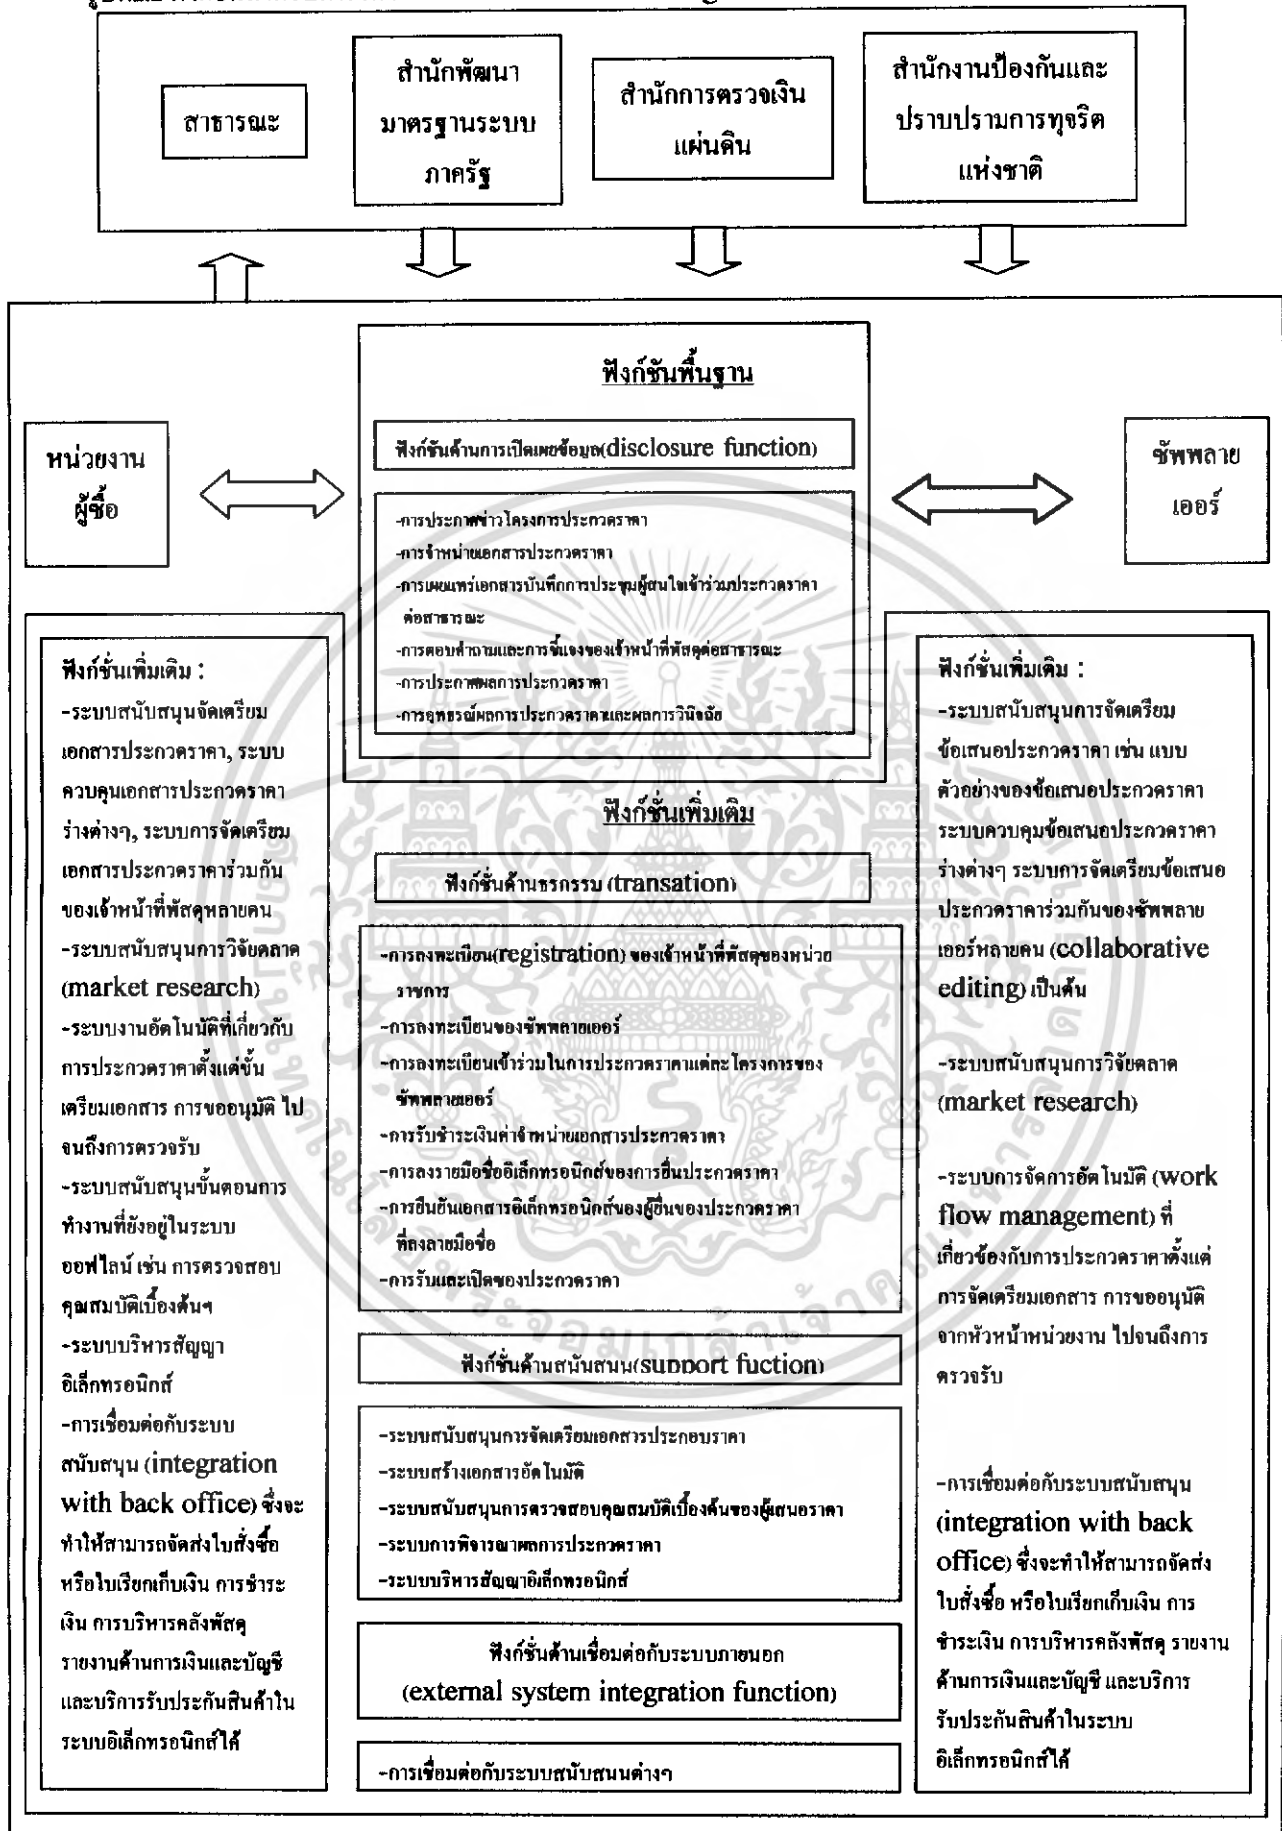 สาธารณะ
สำนักพัฒนา
มาตรฐานระบบ
ภาครัฐ
สำนักการตรวจเงิน
แผ่นดิน
สำนักงานป้องกันและ
ปราบปรามการทุจริต
แห่งชาติ
หน่วยงาน
ผู้ซื้อ
ฟังก์ชันพื้นฐาน
ฟังก์ชันด้านการเปิดเผยข้อมูล(disclosure function)
-การประกาศข่าวโครงการประกวดราคา
-การจำหน่ายเอกสารประกวดราคา
-การเผยแพร่เอกสารบันทึกการประชุมผู้สนใจเข้าร่วมประกวดราคา
ต่อสาธารณะ
-การตอบคำถามและการชี้แจงของเจ้าหน้าที่พัสดุต่อสาธารณะ
-การประกาศผลการประกวดราคา
-การอุทธรณ์ผลการประกวดราคาและผลการวินิจฉัย
ซัพพลาย
เออร์
ฟังก์ชั่นเพิ่มเติม :
-ระบบสนับสนุนจัดเตรียม
เอกสารประกวดราคา, ระบบ
ควบคุมเอกสารประกวดราคา
ร่างต่างๆ, ระบบการจัดเตรียม
เอกสารประกวดราคาร่วมกัน
ของเจ้าหน้าที่พัสดุหลายคน
-ระบบสนับสนุนการวิจัยตลาด
(market research)
-ระบบงานอัตโนมัติที่เกี่ยวกับ
การประกวดราคาตั้งแต่ขั้น
เตรียมเอกสาร การขออนุมัติ ไป
จนถึงการตรวจรับ
-ระบบสนับสนุนขั้นตอนการ
ทำงานที่ยังอยู่ในระบบ
ออฟไลน์ เช่น การตรวจสอบ
คุณสมบัติเบื้องต้นฯ
-ระบบบริหารสัญญา
อิเล็กทรอนิกส์
-การเชื่อมต่อกับระบบ
สนับสนุน (integration
with back office) ซึ่งจะ
ทำให้สามารถจัดส่งใบสั่งซื้อ
หรือใบเรียกเก็บเงิน การชำระ
เงิน การบริหารคลังพัสดุ
รายงานด้านการเงินและบัญชี
และบริการรับประกันสินค้าใน
ระบบอิเล็กทรอนิกส์ได้
ฟังก์ชั่นเพิ่มเติม
ฟังก์ชั่นด้านธรกรรม (transation)
-การลงทะเบียน(registration) ของเจ้าหน้าที่พัสดุของหน่วย
ราชการ
-การลงทะเบียนของซัพพลายเออร์
-การลงทะเบียนเข้าร่วมในการประกวดราคาแต่ละโครงการของ
ซัพพลายเออร์
-การรับชำระเงินค่าจำหน่ายเอกสารประกวดราคา
-การลงรายมือชื่ออิเล็กทรอนิกส์ของการยื่นประกวดราคา
-การยืนยันเอกสารอิเล็กทรอนิกส์ของผู้ยื่นซองประกวดราคา
ที่ลงลายมือชื่อ
-การรับและเปิดซองประกวดราคา
ฟังก์ชั่นด้านสนันสนน(support fuction)
-ระบบสนับสนุนการจัดเตรียมเอกสารประกอบราคา
-ระบบสร้างเอกสารอัตโนมัติ
-ระบบสนับสนุนการตรวจสอบคุณสมบัติเบื้องต้นของผู้เสนอราคา
-ระบบการพิจารณาผลการประกวดราคา
-ระบบบริหารสัญญาอิเล็กทรอนิกส์
ฟังก์ชั่นด้านเชื่อมต่อกับระบบภายนอก
(external system integration function)
-การเชื่อมต่อกับระบบสนับสนนต่างๆ
ฟังก์ชั่นเพิ่มเติม :
-ระบบสนับสนุนการจัดเตรียม
ข้อเสนอประกวดราคา เช่น แบบ
ตัวอย่างของข้อเสนอประกวดราคา
ระบบควบคุมข้อเสนอประกวดราคา
ร่างต่างๆ ระบบการจัดเตรียมข้อเสนอ
ประกวดราคาร่วมกันของซัพพลาย
เออร์หลายคน (collaborative
editing) เป็นต้น
-ระบบสนับสนุนการวิจัยตลาด
(market research)
-ระบบการจัดการอัตโนมัติ (work
flow management) ที่
เกี่ยวข้องกับการประกวดราคาตั้งแต่
การจัดเตรียมเอกสาร การขออนุมัติ
จากหัวหน้าหน่วยงาน ไปจนถึงการ
ตรวจรับ
-การเชื่อมต่อกับระบบสนับสนุน
(integration with back
office) ซึ่งจะทำให้สามารถจัดส่ง
ใบสั่งซื้อ หรือใบเรียกเก็บเงิน การ
ชำระเงิน การบริหารคลังพัสดุ รายงาน
ด้านการเงินและบัญชี และบริการ
รับประกันสินค้าในระบบ
อิเล็กทรอนิกส์ได้